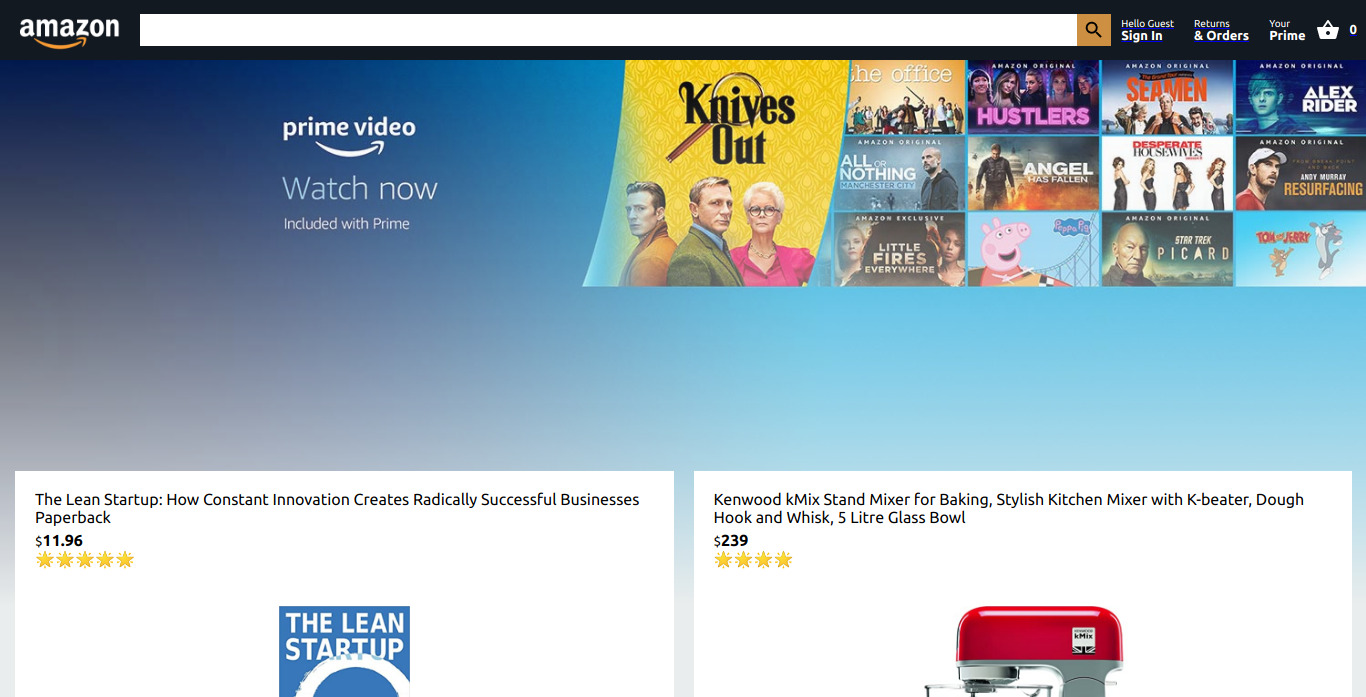 amazon
Hello Guest
Sign In
Returns
& Orders
Your
Prime
0
prime video
Watch now
Included with Prime
Knives
Out
the office
AMAZON ORIGINAL
HUSTLERS
AMAZON ORIGINAL
The Grand Tour
SEAMEN
AMAZON ORIGINAL
ALEX
RIDER
AMAZON ORIGINAL
ALL OR
NOTHING
MANCHESTER CITY
ANGEL
HAS FALLEN
DESPERATE
HOUSEWIVES
AMAZON ORIGINAL
ANDY MURRAY
RESURFACING
AMAZON EXCLUSIVE
LITTLE
FIRES
EVERYWHERE
Peppa Pig
AMAZON ORIGINAL
STAR TREK
PICARD
TOM AND JERRY
The Lean Startup: How Constant Innovation Creates Radically Successful Businesses
Paperback
$11.96
THE LEAN
STARTUP
Kenwood kMix Stand Mixer for Baking, Stylish Kitchen Mixer with K-beater, Dough
Hook and Whisk, 5 Litre Glass Bowl
$239
KENWOOD
kMix